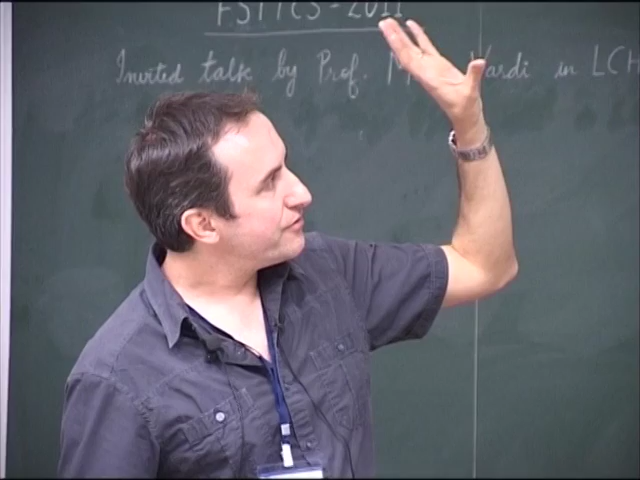 FSTTCS - 2011
Invited talk by Prof. M Vardi in LCH